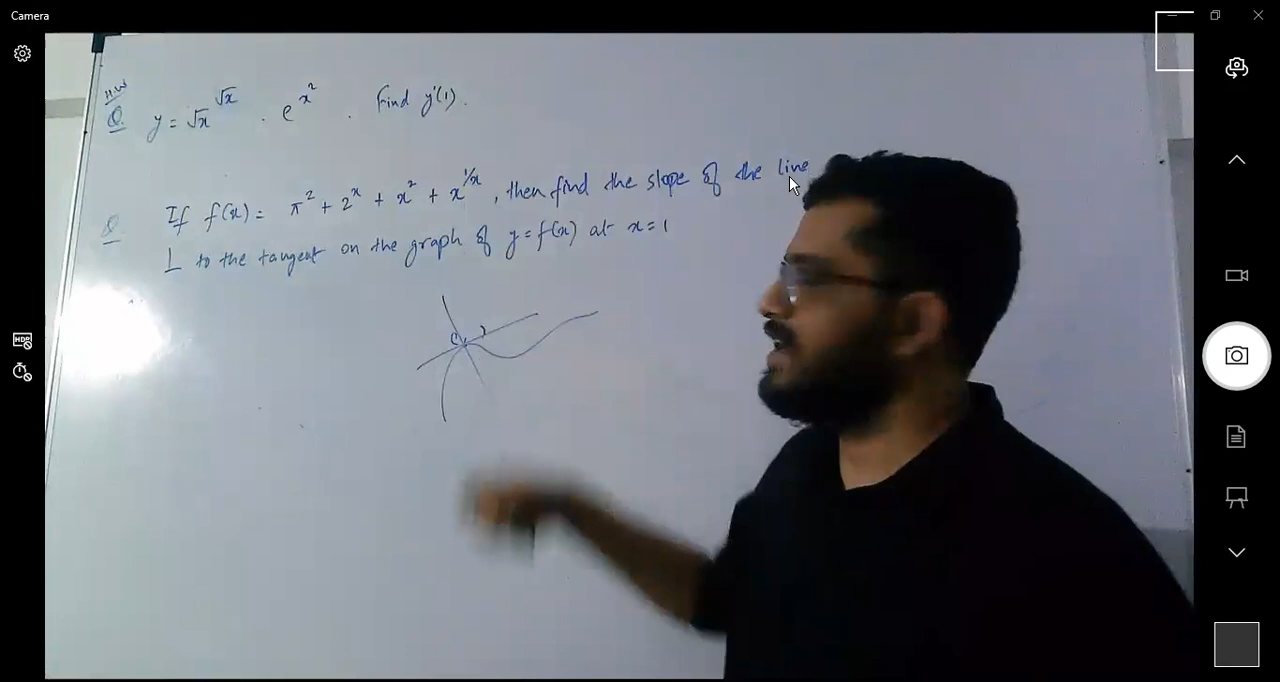 Camera
H.W
Q y = √x^√x . e^x² . Find y'(1).
Q If f(x) = π² + 2^x + x² + x^1/x , then find the slope of the line
⊥ to the tangent on the graph of y = f(x) at x = 1
HDR